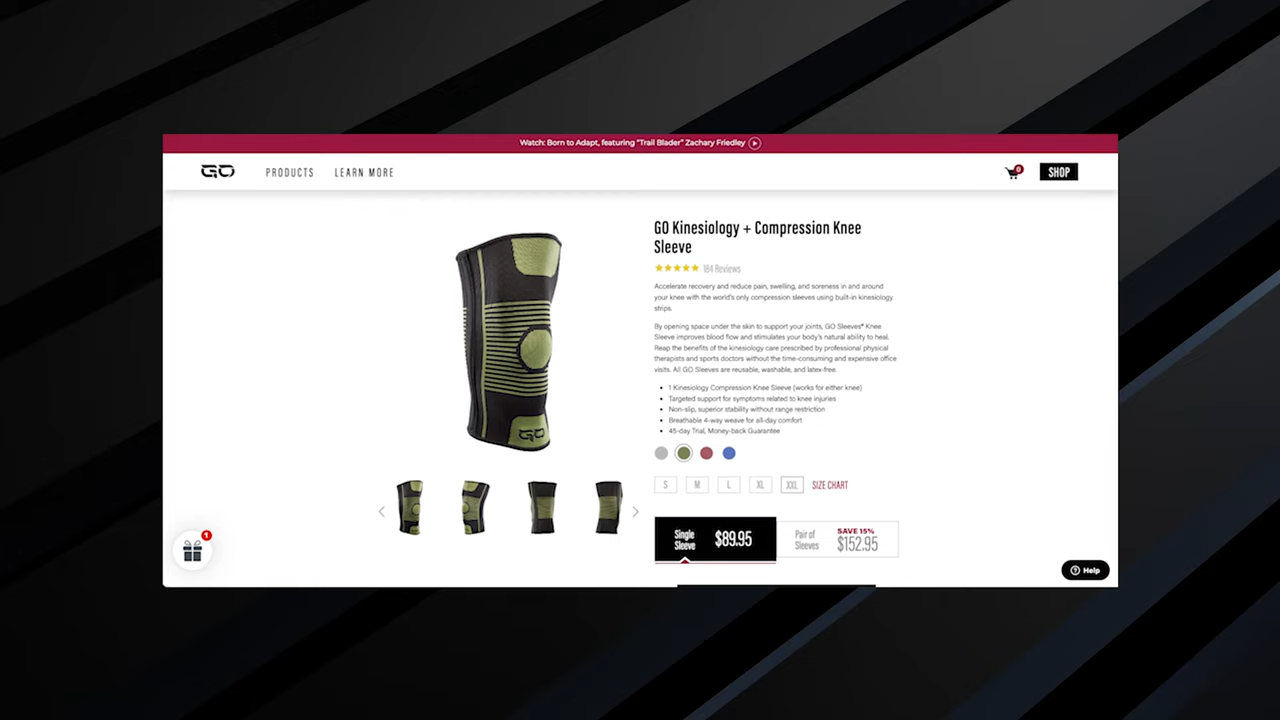 Watch: Born to Adapt, featuring "Trail Blader" Zachary Friedley
GO
PRODUCTS
LEARN MORE
0
SHOP
GO Kinesiology + Compression Knee
Sleeve
184 Reviews
Accelerate recovery and reduce pain, swelling, and soreness in and around
your knee with the world's only compression sleeves using built-in kinesiology
strips.
By opening space under the skin to support your joints, GO Sleeves® Knee
Sleeve improves blood flow and stimulates your body's natural ability to heal.
Reap the benefits of the kinesiology care prescribed by professional physical
therapists and sports doctors without the time-consuming and expensive office
visits. All GO Sleeves are reusable, washable, and latex-free.
• 1 Kinesiology Compression Knee Sleeve (works for either knee)
• Targeted support for symptoms related to knee injuries
• Non-slip, superior stability without range restriction
• Breathable 4-way weave for all-day comfort
• 45-day Trial, Money-back Guarantee
GO
S
M
L
XL
XXL
SIZE CHART
Single
Sleeve
$89.95
Pair of
Sleeves
SAVE 15%
$152.95
1
Help